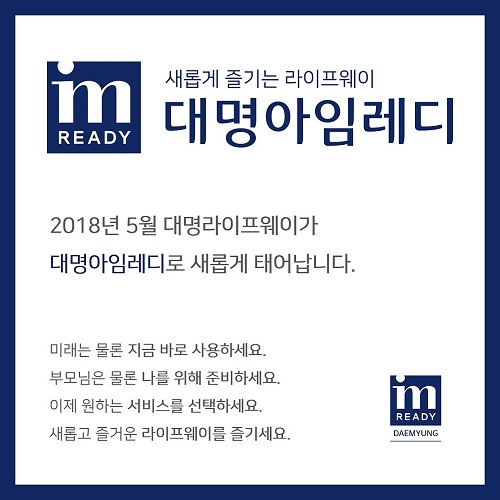 im
READY
새롭게 즐기는 라이프웨이
대명아임레디
2018년 5월 대명라이프웨이가
대명아임레디로 새롭게 태어납니다.
미래는 물론 지금 바로 사용하세요.
부모님은 물론 나를 위해 준비하세요.
이제 원하는 서비스를 선택하세요.
새롭고 즐거운 라이프웨이를 즐기세요.
im
READY
DAEMYUNG